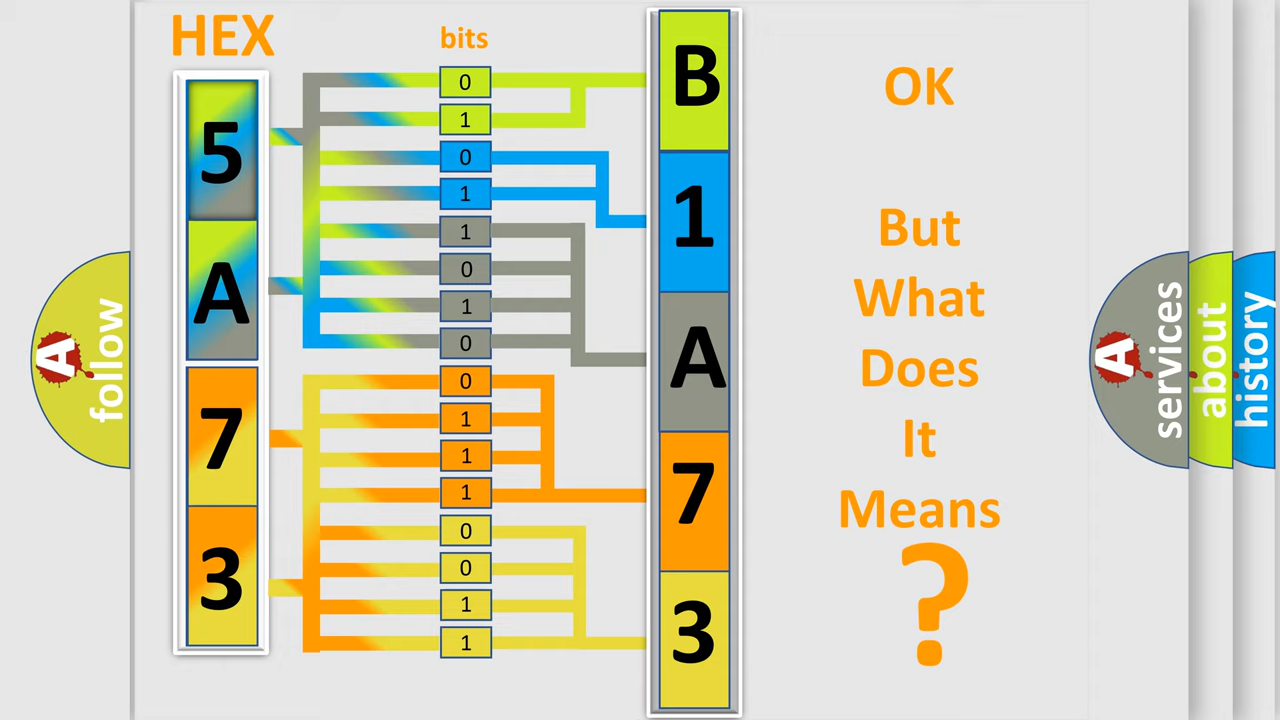 HEX
bits
5
A
7
3
0
1
0
1
1
0
1
0
0
1
1
1
0
0
1
1
B
1
A
7
3
OK
But
What
Does
It
Means
?
A
follow
A
services
about
history